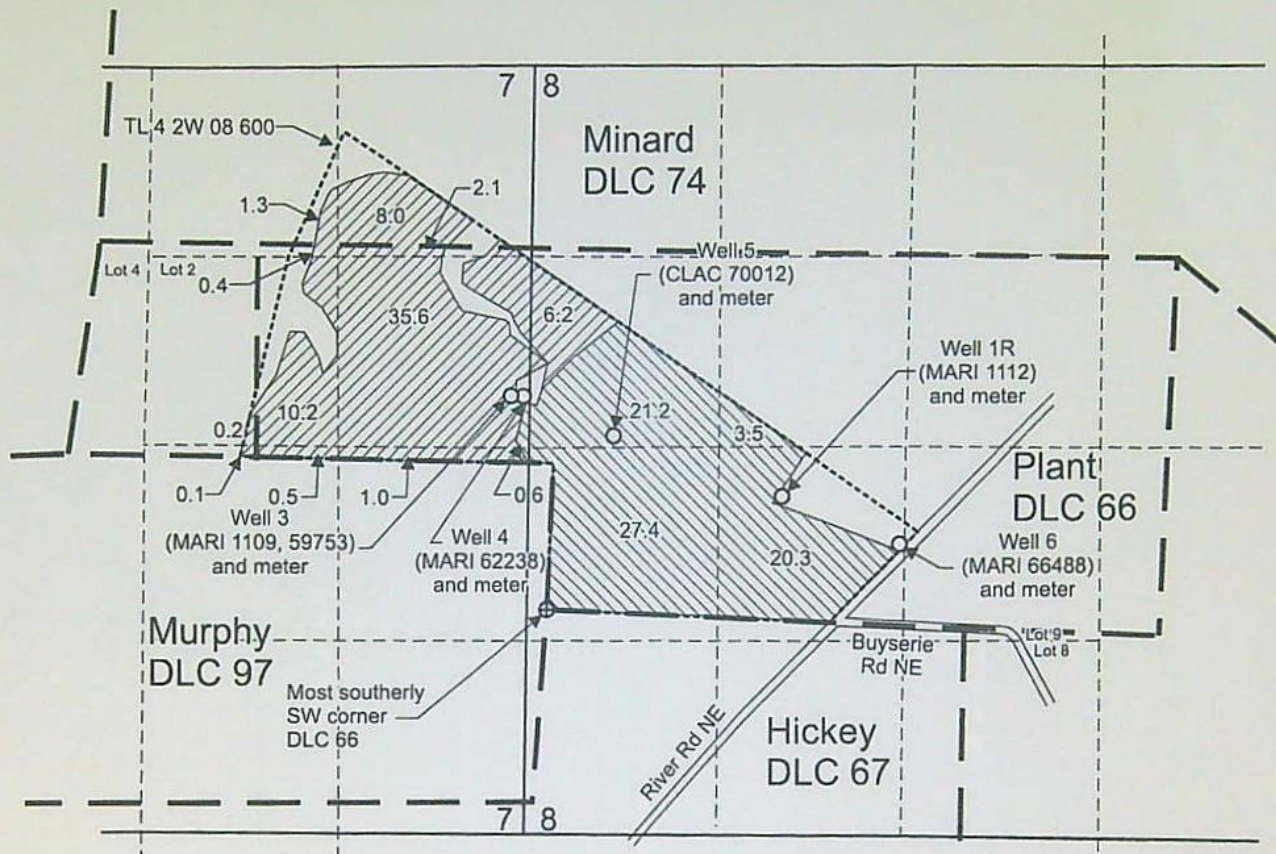 7 8
TL 4 2W 08 600
Minard
DLC 74
2.1
8.0
1.3
Lot 4 Lot 2
0.4
Well 5
(CLAC 70012)
and meter
35.6
6.2
Well 1R
(MARI 1112)
and meter
10.2
21.2
3.5
0.2
0.1
0.5
1.0
0.6
Plant
DLC 66
Well 3
(MARI 1109, 59753)
and meter
Well 4
(MARI 62238)
and meter
27.4
20.3
Well 6
(MARI 66488)
and meter
Murphy
DLC 97
Most southerly
SW corner
DLC 66
Buyserie
Rd NE
Lot 9
Lot 8
River Rd NE
Hickey
DLC 67
7 8